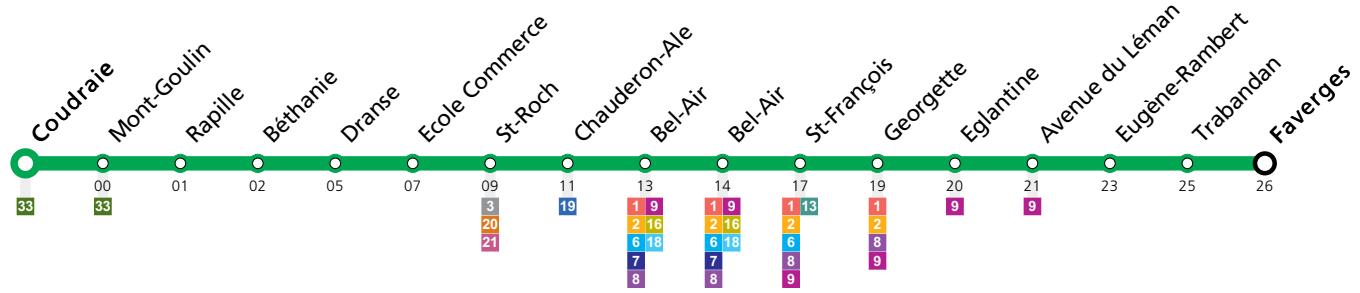 Coudraie
Mont-Goulin
Rapille
Béthanie
Dranse
Ecole Commerce
St-Roch
Chauderon-Ale
Bel-Air
Bel-Air
St-François
Georgette
Eglantine
Avenue du Léman
Eugène-Rambert
Trabandan
Faverges
00 01 02 05 07 09 11 13 14 17 19 20 21 23 25 26
33 33 3 19 1 9 1 9 1 13 1 9 9
20 2 16 2 16 2 2
21 6 18 6 18 6 8
7 7 8 9
8 8 9